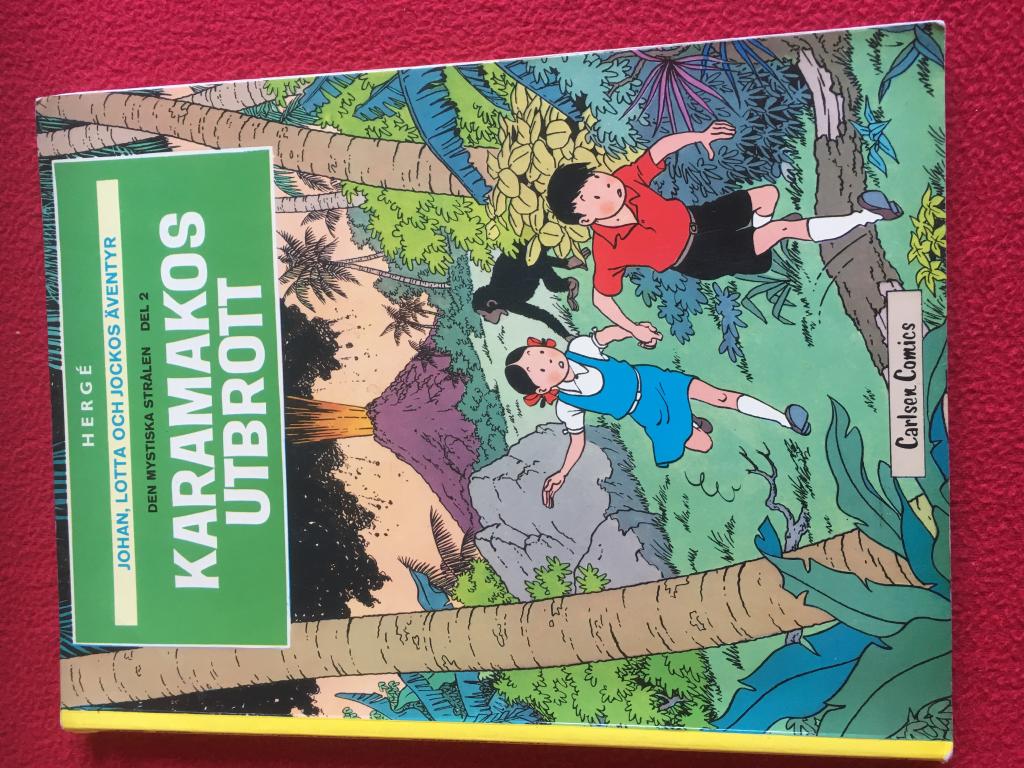 HERGÉ
JOHAN, LOTTA OCH JOCKOS ÄVENTYR
DEN MYSTISKA STRÅLEN DEL 2
KARAMAKOS
UTBROTT
Carlsen Comics